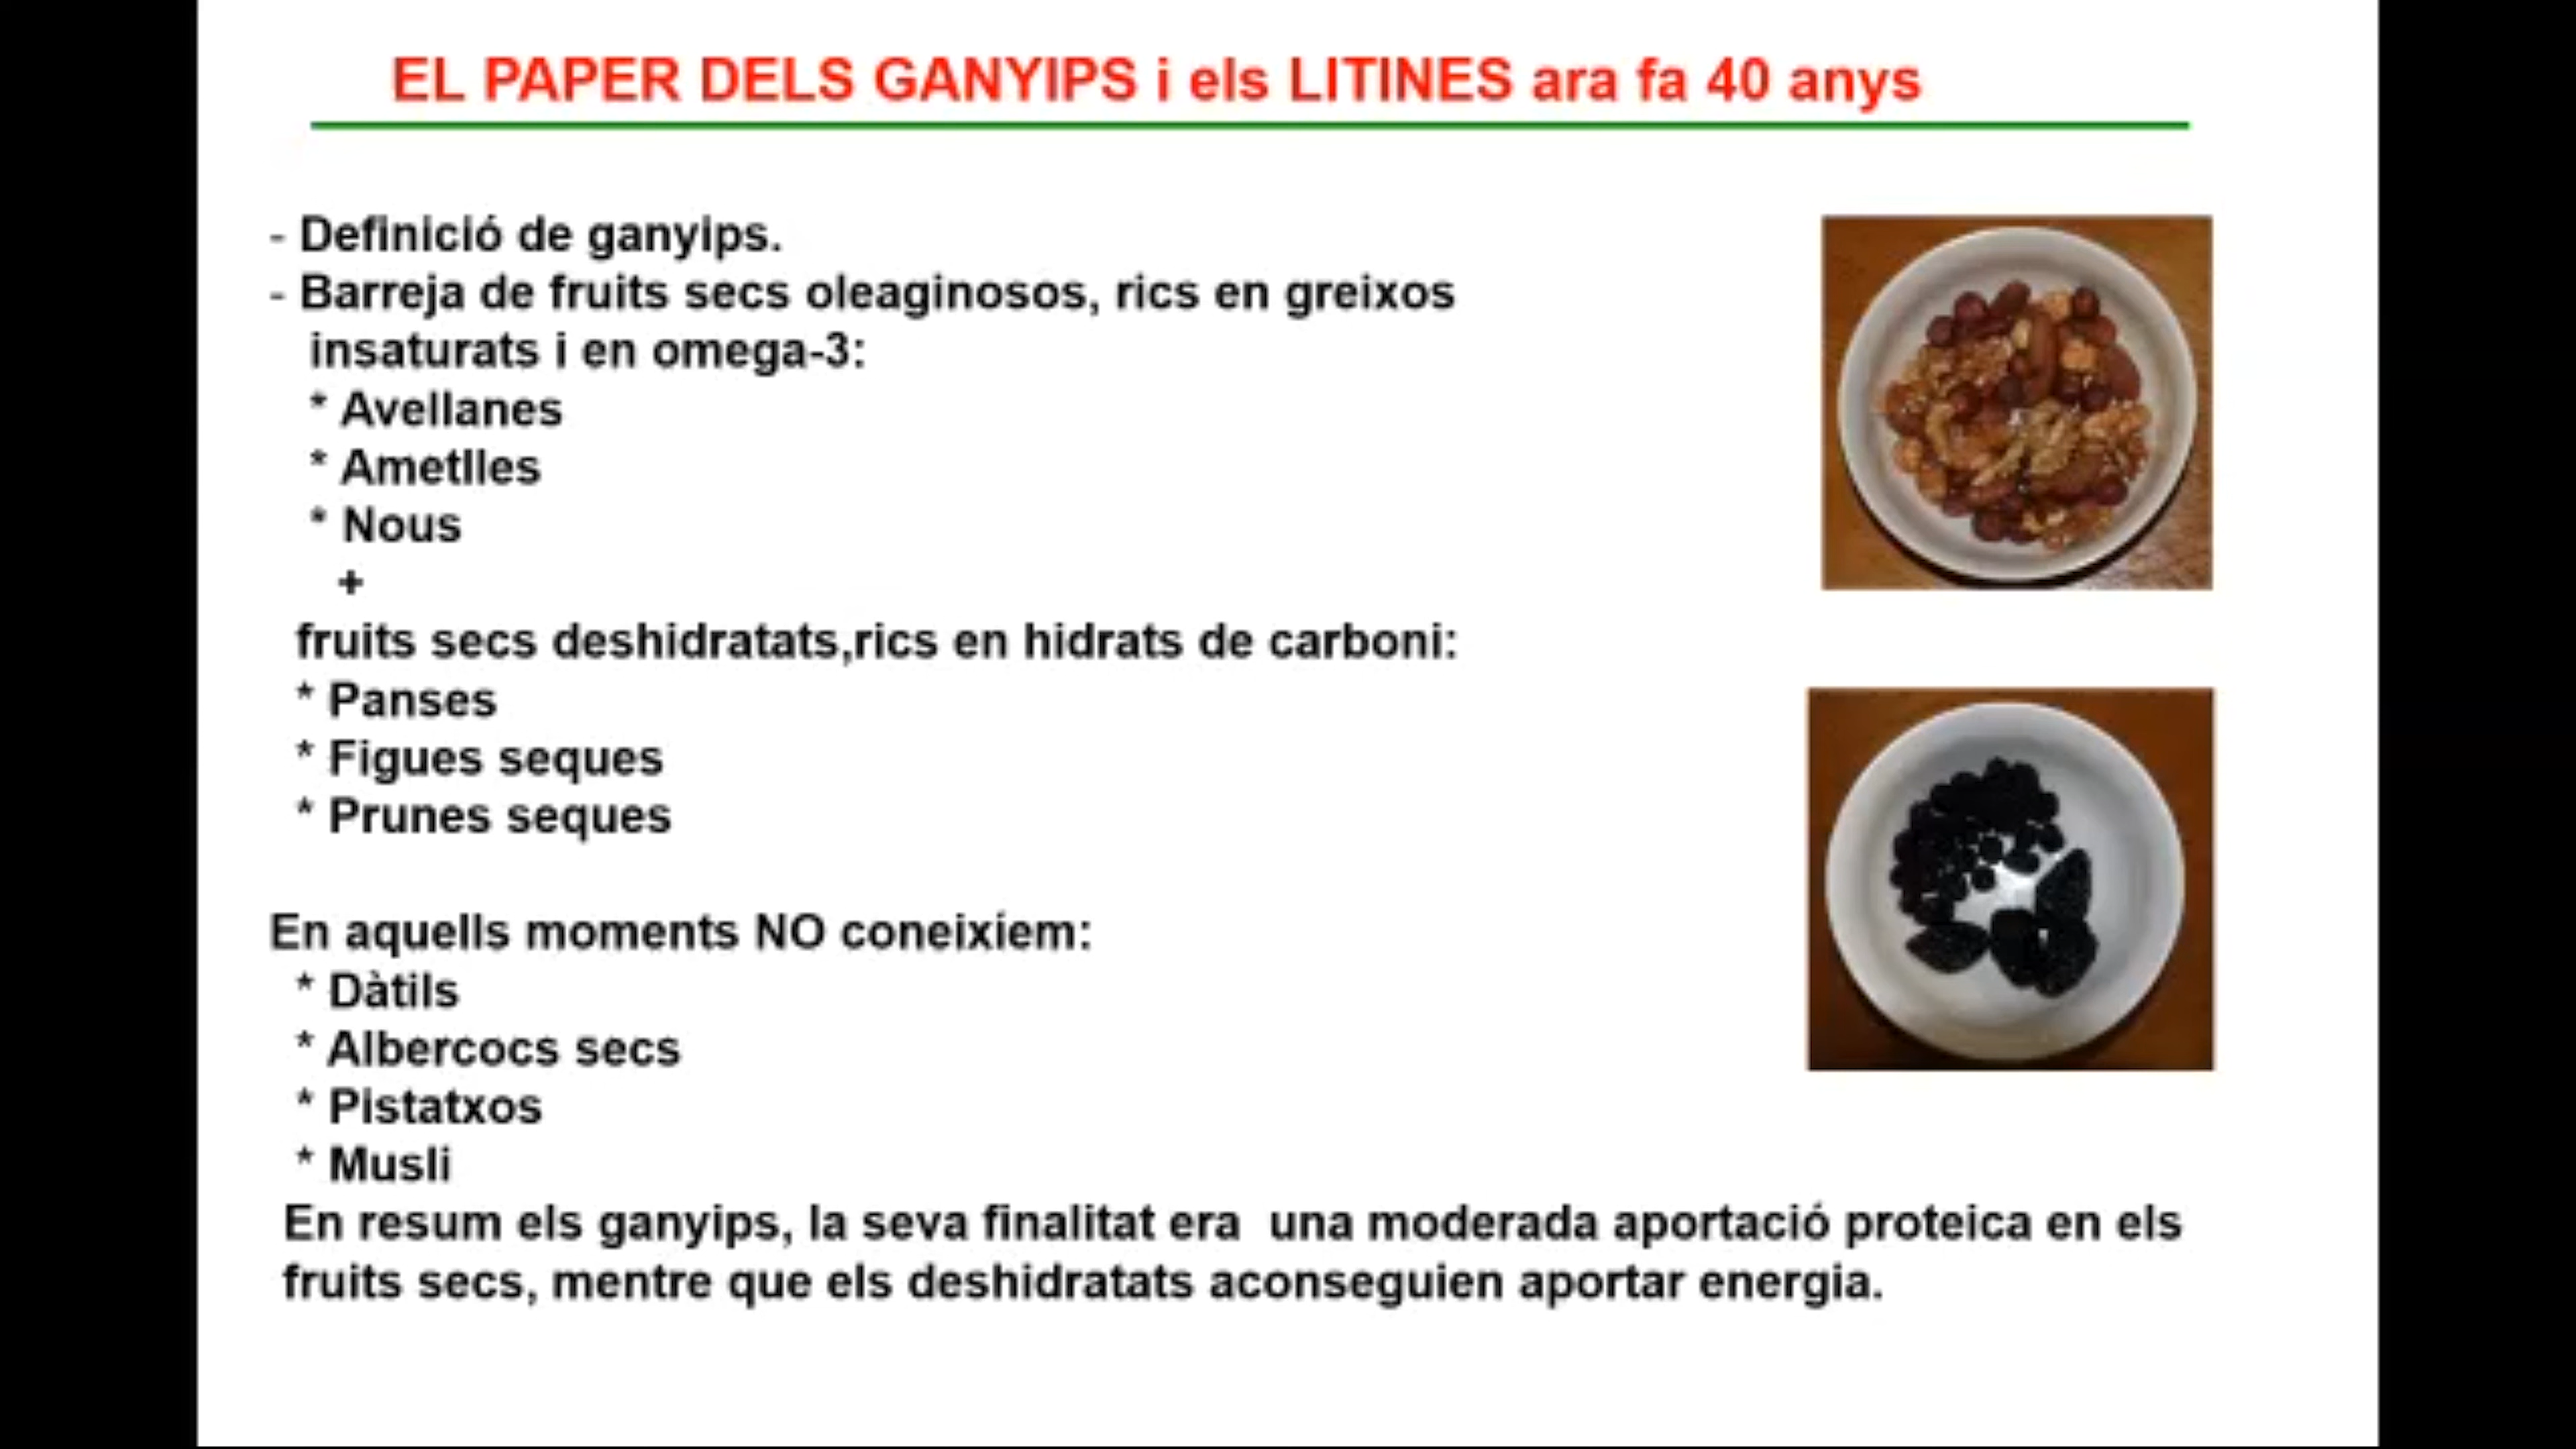 EL PAPER DELS GANYIPS i els LITINES ara fa 40 anys
- Definició de ganyips.
- Barreja de fruits secs oleaginosos, rics en greixos
insaturats i en omega-3:
* Avellanes
* Ametlles
* Nous
+
fruits secs deshidratats,rics en hidrats de carboni:
* Panses
* Figues seques
* Prunes seques
En aquells moments NO coneixíem:
* Dàtils
* Albercocs secs
* Pistatxos
* Musli
En resum els ganyips, la seva finalitat era  una moderada aportació proteica en els
fruits secs, mentre que els deshidratats aconseguien aportar energia.